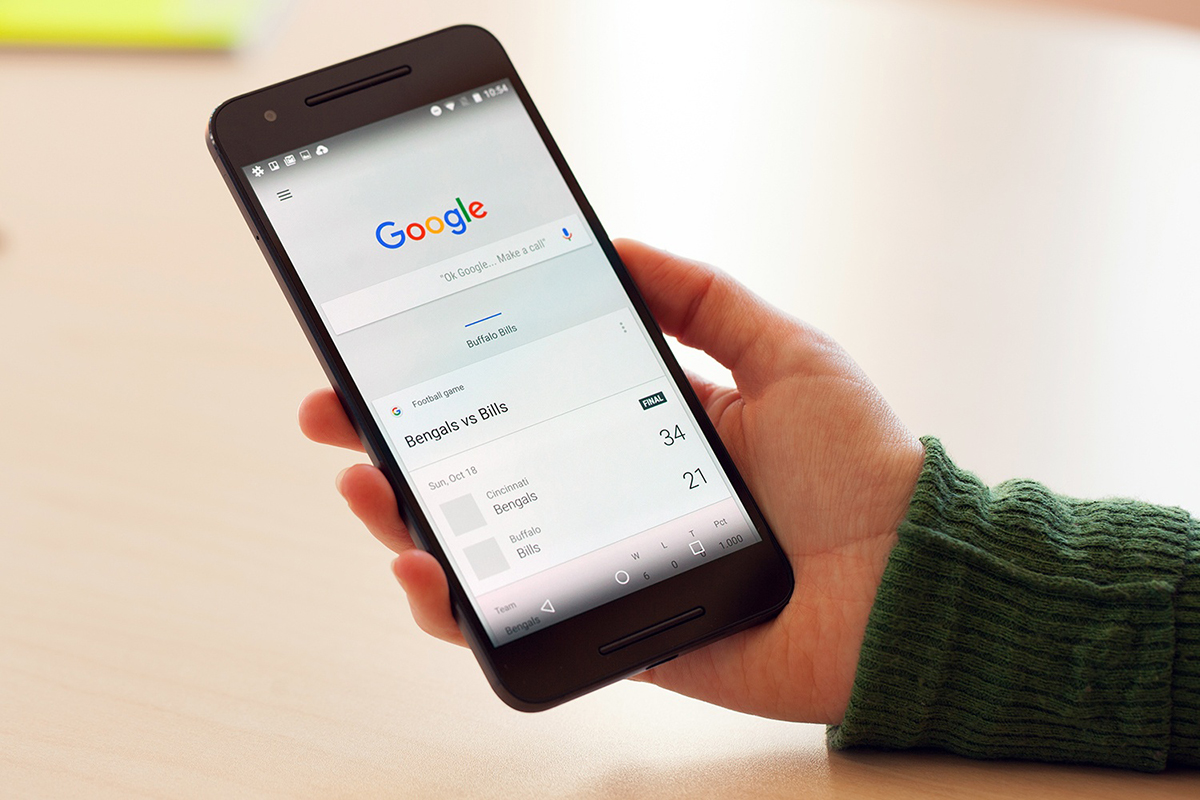 10:54
Google
"Ok Google... Make a call"
Buffalo Bills
Football game
Bengals vs Bills
FINAL
Sun, Oct 18
Cincinnati
Bengals
34
Buffalo
Bills
21
Team W L T Pct
Bengals 6 0 0 1.000